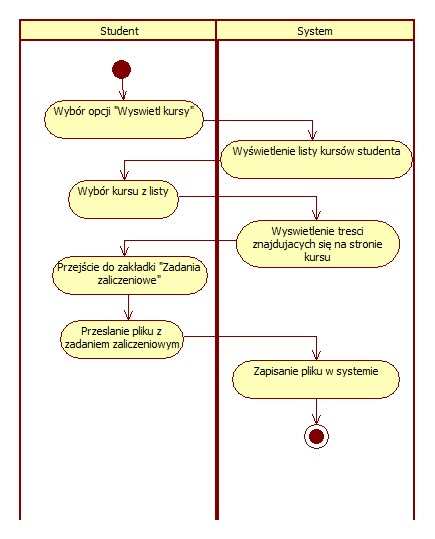 Student
System
Wybór opcji "Wyswietl kursy"
Wyświetlenie listy kursów studenta
Wybór kursu z listy
Wyswietlenie tresci
znajdujacych się na stronie
kursu
Przejście do zakładki "Zadania
zaliczeniowe"
Przeslanie pliku z
zadaniem zaliczeniowym
Zapisanie pliku w systemie